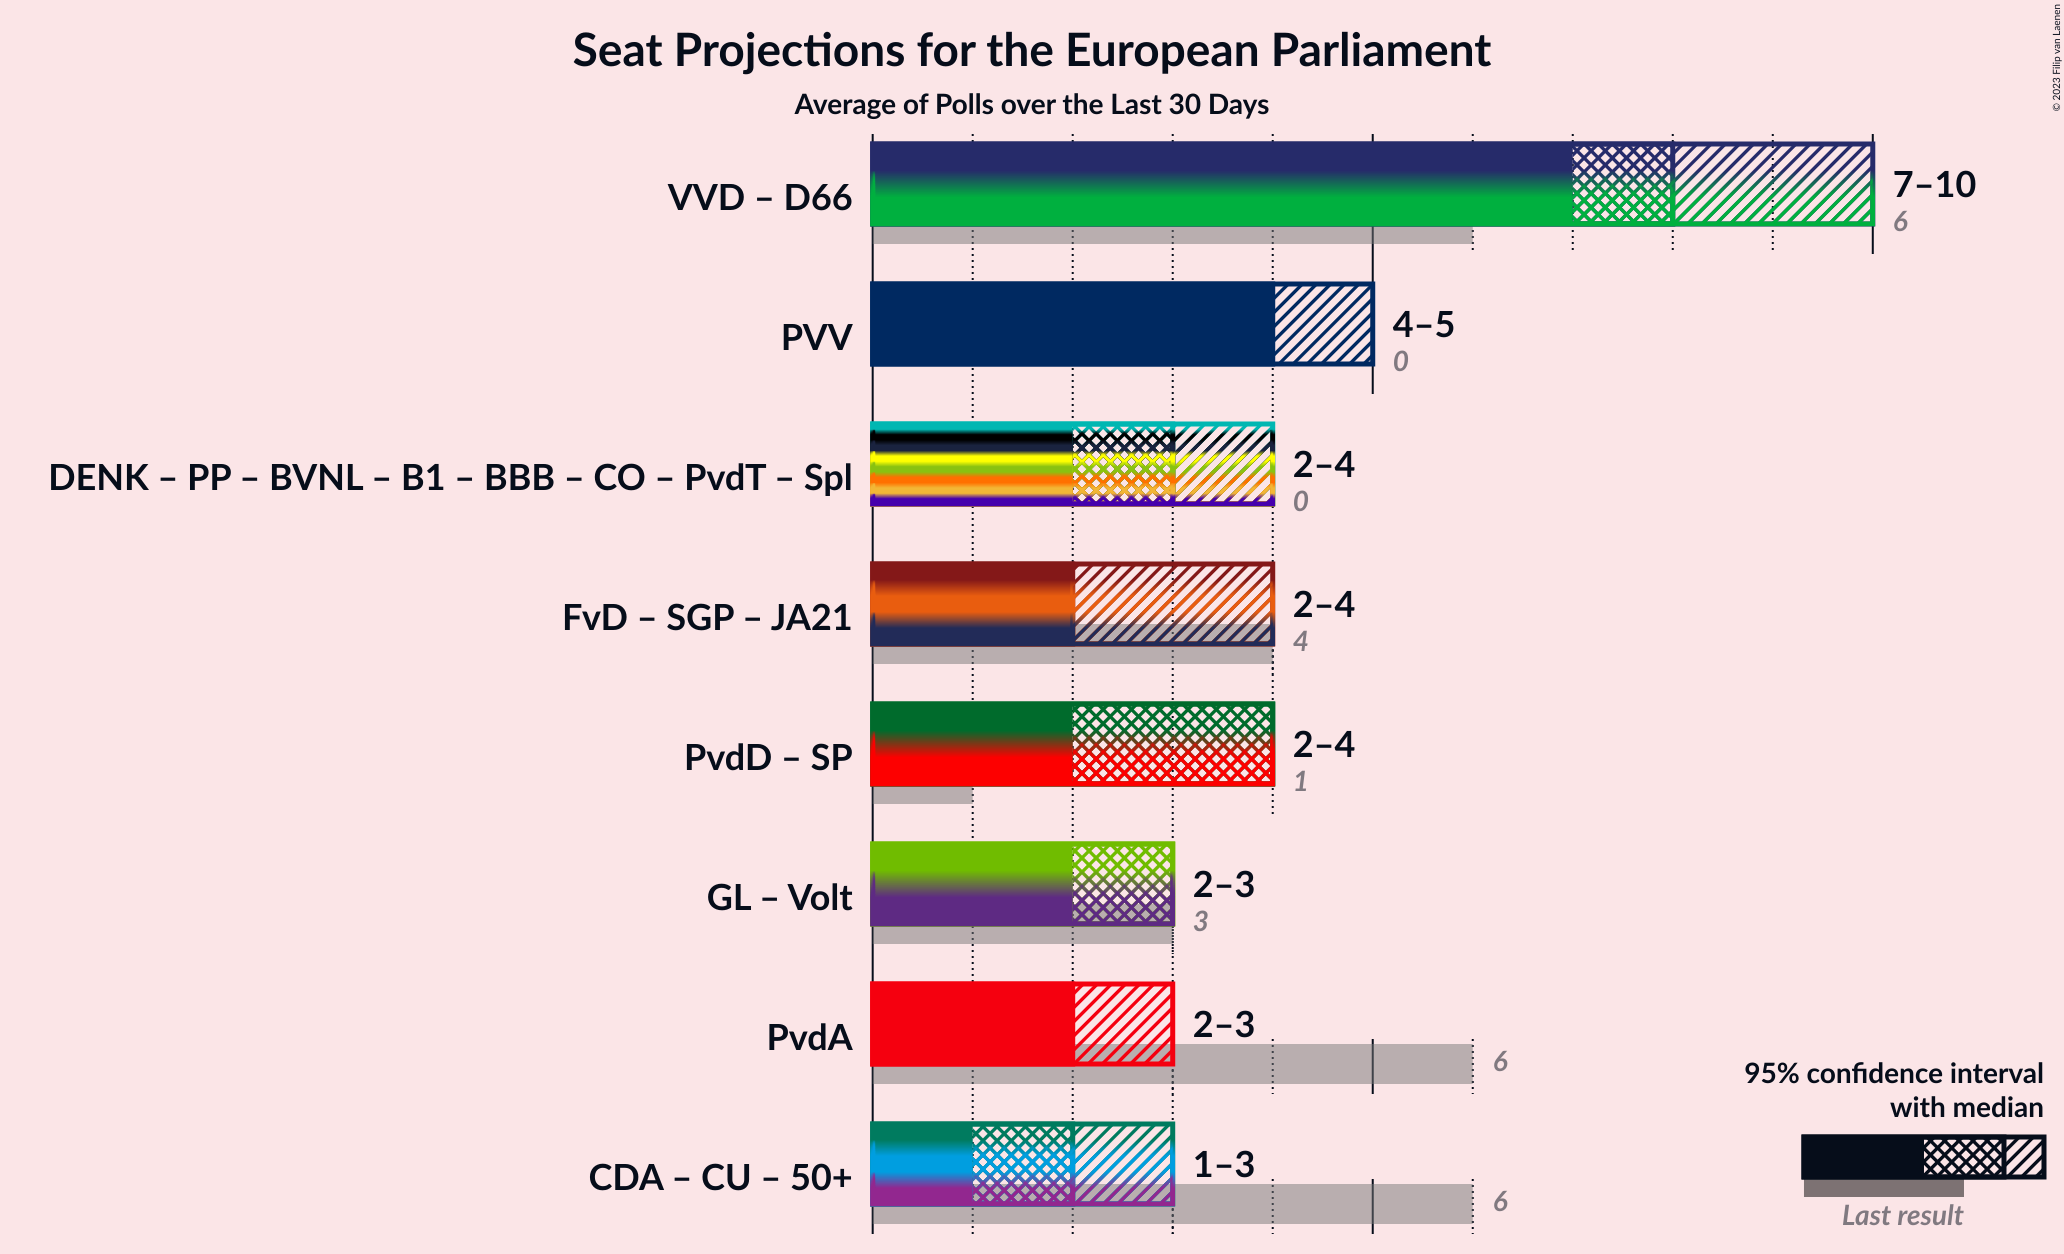 Seat Projections for the European Parliament
Average of Polls over the Last 30 Days
© 2023 Filip van Laenen
VVD – D66
7–10
6
PVV
4–5
0
DENK – PP – BVNL – B1 – BBB – CO – PvdT – Spl
2–4
0
FvD – SGP – JA21
2–4
4
PvdD – SP
2–4
1
GL – Volt
2–3
3
PvdA
2–3
6
CDA – CU – 50+
1–3
6
95% confidence interval
with median
Last result